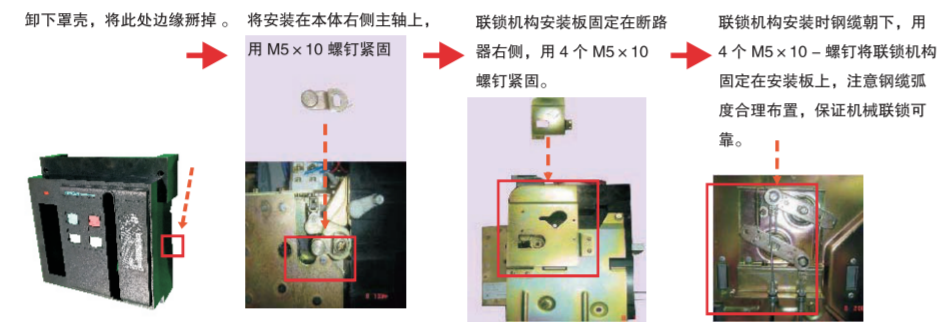 卸下罩壳，将此处边缘掰掉 。
将安装在本体右侧主轴上，
用 M5×10 螺钉紧固
联锁机构安装板固定在断路
器右侧，用 4 个 M5×10
螺钉紧固。
联锁机构安装时钢缆朝下，用
4 个 M5×10 – 螺钉将联锁机构
固定在安装板上，注意钢缆弧
度合理布置，保证机械联锁可
靠。